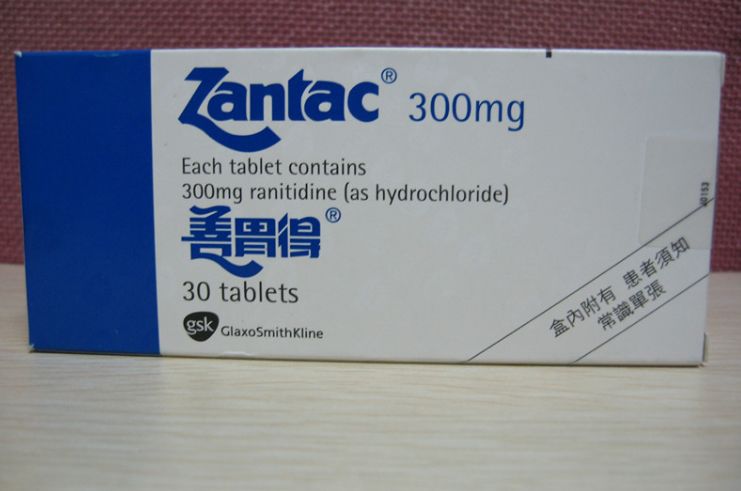 Zantac® 300mg
Each tablet contains
300mg ranitidine (as hydrochloride)
善胃得®
30 tablets
gsk GlaxoSmithKline
盒內附有 患者須知
常識單張